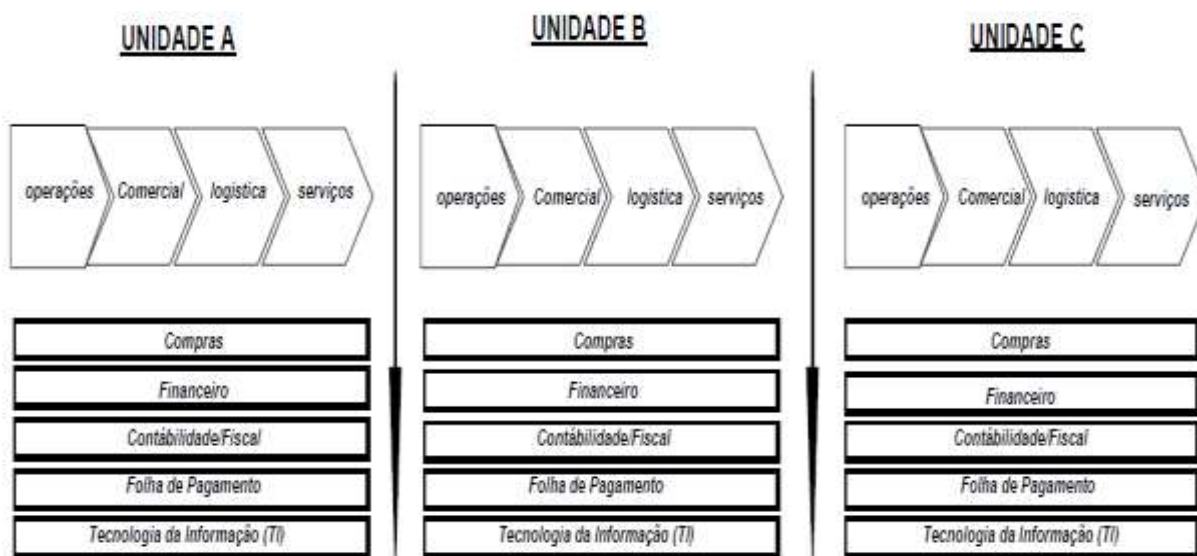 UNIDADE A
operações Comercial logística serviços
Compras
Financeiro
Contábilidade/Fiscal
Folha de Pagamento
Tecnologia da Informação (TI)
UNIDADE B
operações Comercial logística serviços
Compras
Financeiro
Contábilidade/Fiscal
Folha de Pagamento
Tecnologia da Informação (TI)
UNIDADE C
operações Comercial logística serviços
Compras
Financeiro
Contábilidade/Fiscal
Folha de Pagamento
Tecnologia da Informação (TI)